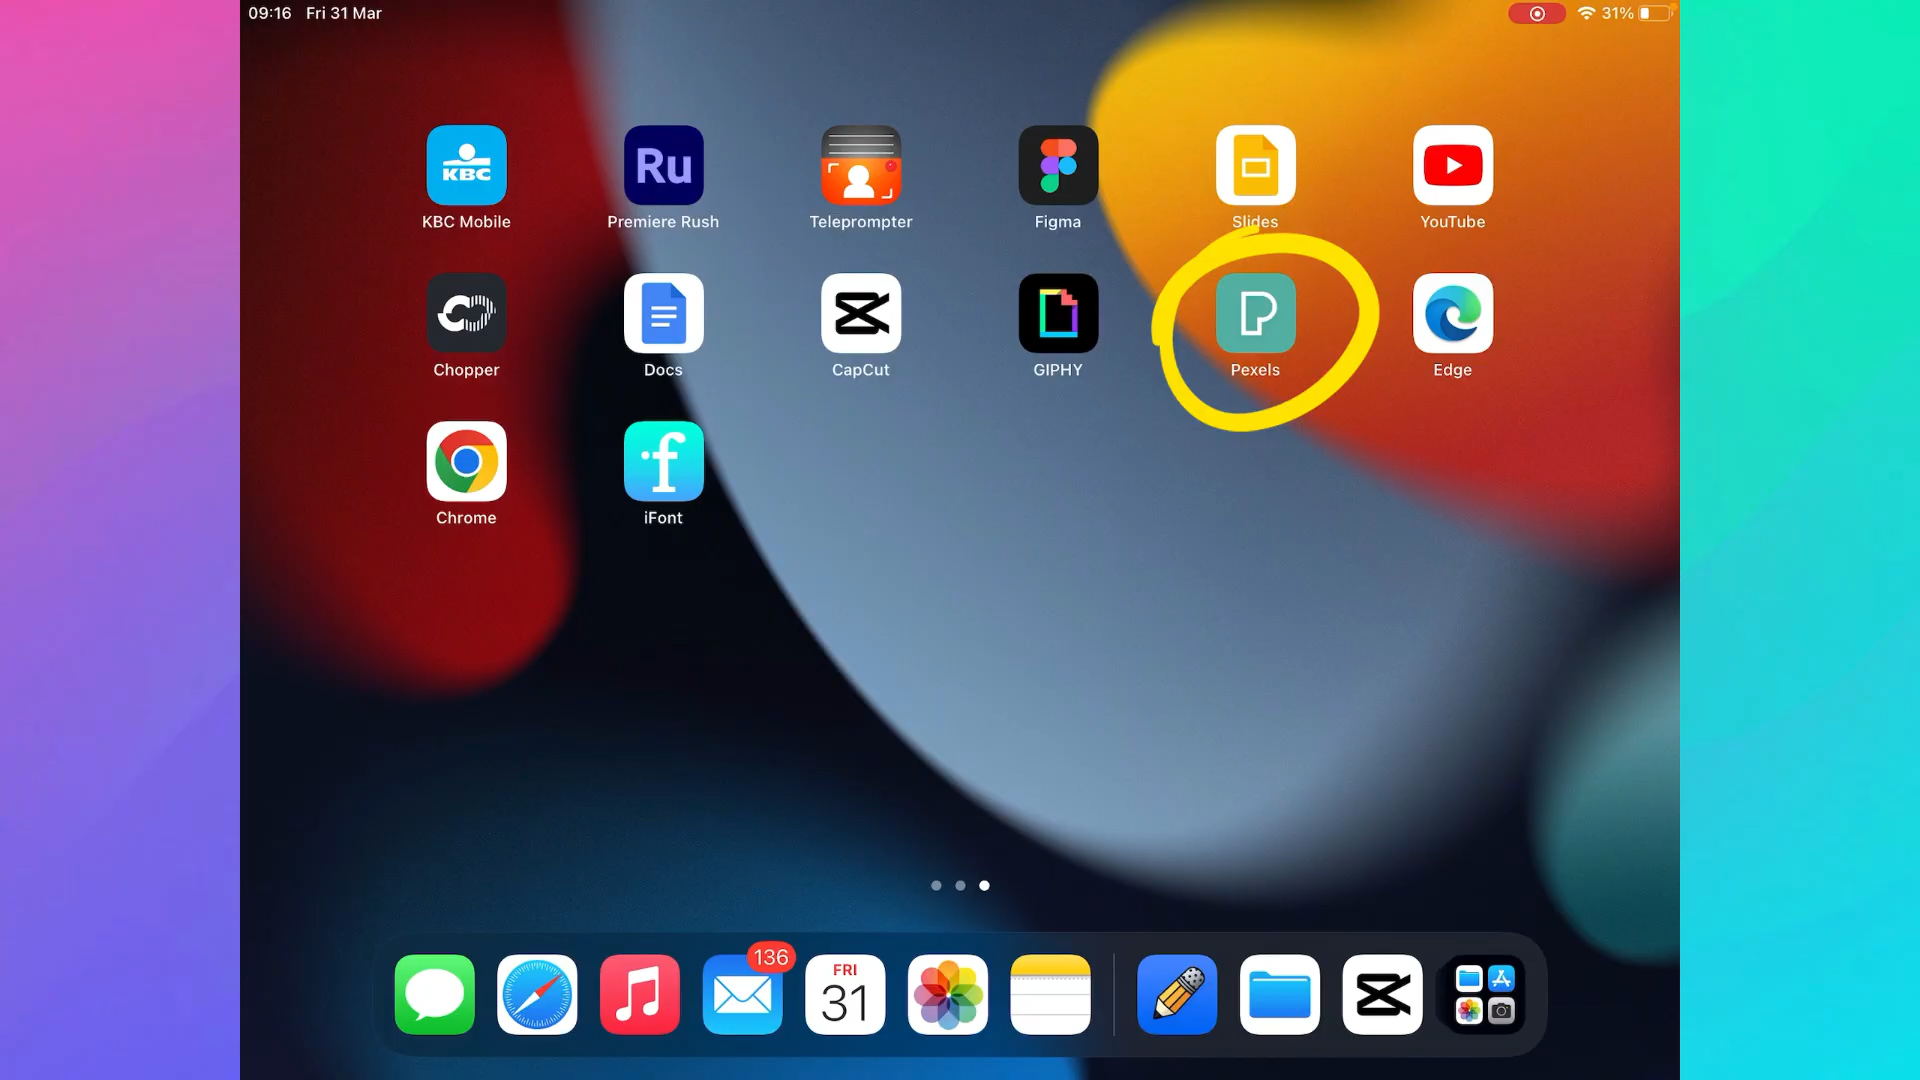 09:16 Fri 31 Mar
31%
KBC
Ru
KBC Mobile
Premiere Rush
Teleprompter
Figma
Slides
YouTube
Chopper
Docs
CapCut
GIPHY
Pexels
Edge
f
Chrome
iFont
136
FRI
31